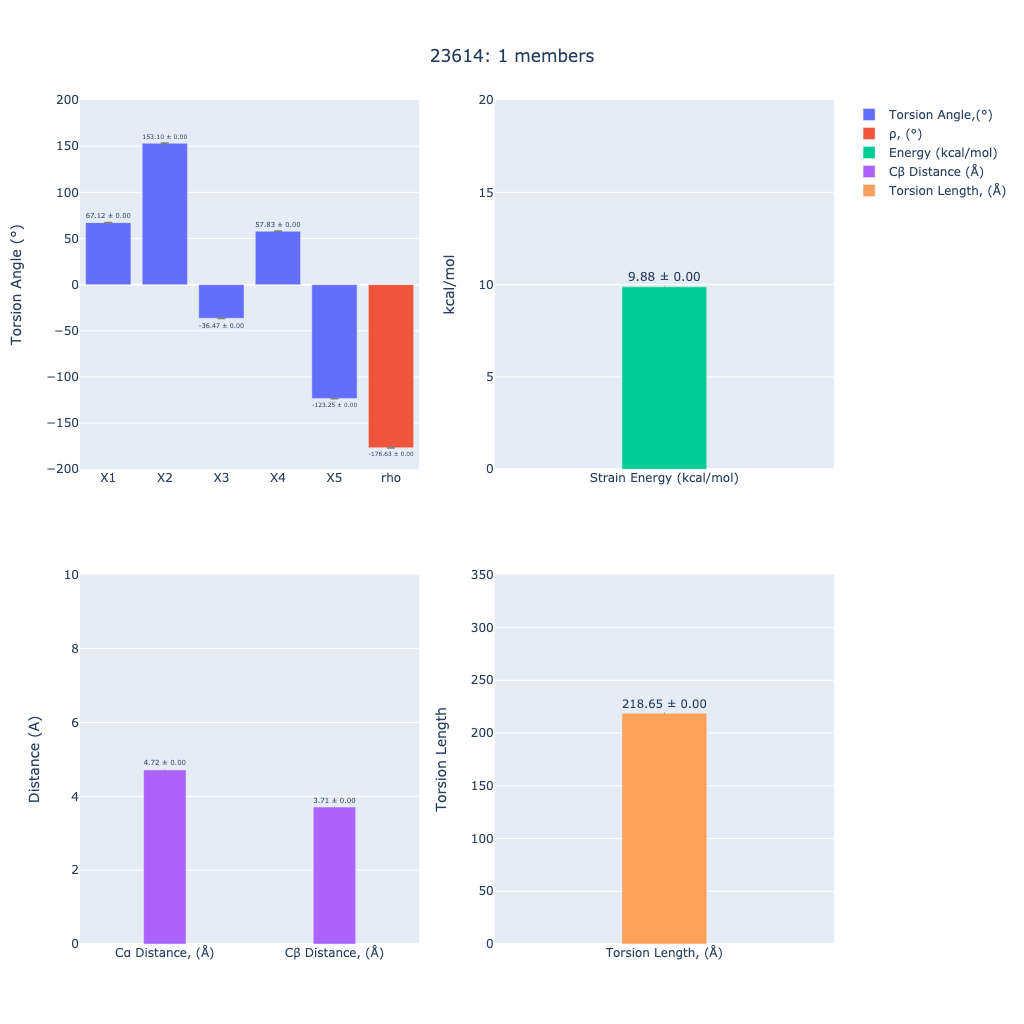 23614: 1 members
Torsion Angle (°)
200
150
100
50
0
−50
−100
−150
−200
67.12 ± 0.00
153.10 ± 0.00
-36.47 ± 0.00
57.83 ± 0.00
-123.25 ± 0.00
-176.63 ± 0.00
X1 X2 X3 X4 X5 rho
kcal/mol
20
15
10
5
0
9.88 ± 0.00
Strain Energy (kcal/mol)
Torsion Angle,(°)
ρ, (°)
Energy (kcal/mol)
Cβ Distance (Å)
Torsion Length, (Å)
Distance (A)
10
8
6
4
2
0
4.72 ± 0.00
3.71 ± 0.00
Cα Distance, (Å) Cβ Distance, (Å)
Torsion Length
350
300
250
200
150
100
50
0
218.65 ± 0.00
Torsion Length, (Å)